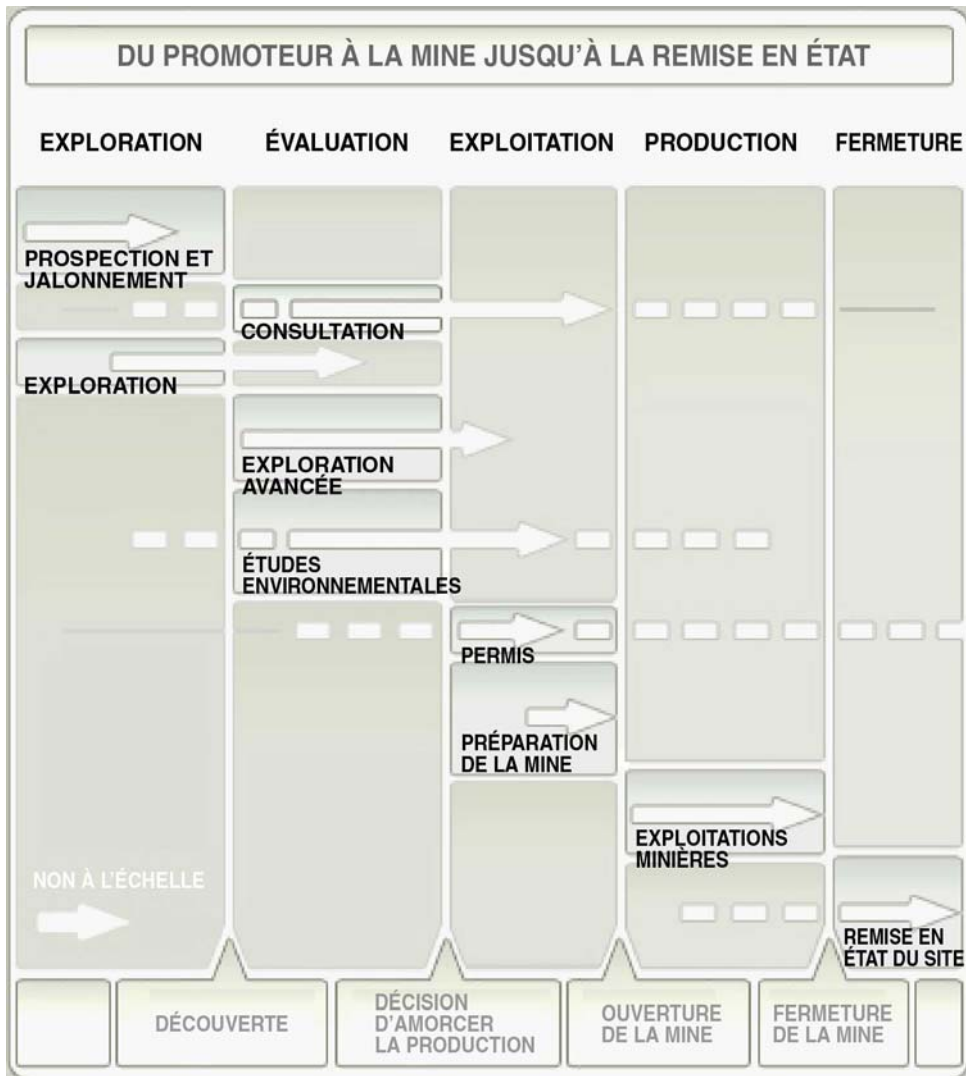 DU PROMOTEUR À LA MINE JUSQU'À LA REMISE EN ÉTAT
EXPLORATION
ÉVALUATION
EXPLOITATION
PRODUCTION
FERMETURE
PROSPECTION ET
JALONNEMENT
CONSULTATION
EXPLORATION
EXPLORATION
AVANCÉE
ÉTUDES
ENVIRONNEMENTALES
PERMIS
PRÉPARATION
DE LA MINE
EXPLOITATIONS
MINIÈRES
NON À L'ÉCHELLE
REMISE EN
ÉTAT DU SITE
DÉCOUVERTE
DÉCISION
D'AMORCER
LA PRODUCTION
OUVERTURE
DE LA MINE
FERMETURE
DE LA MINE